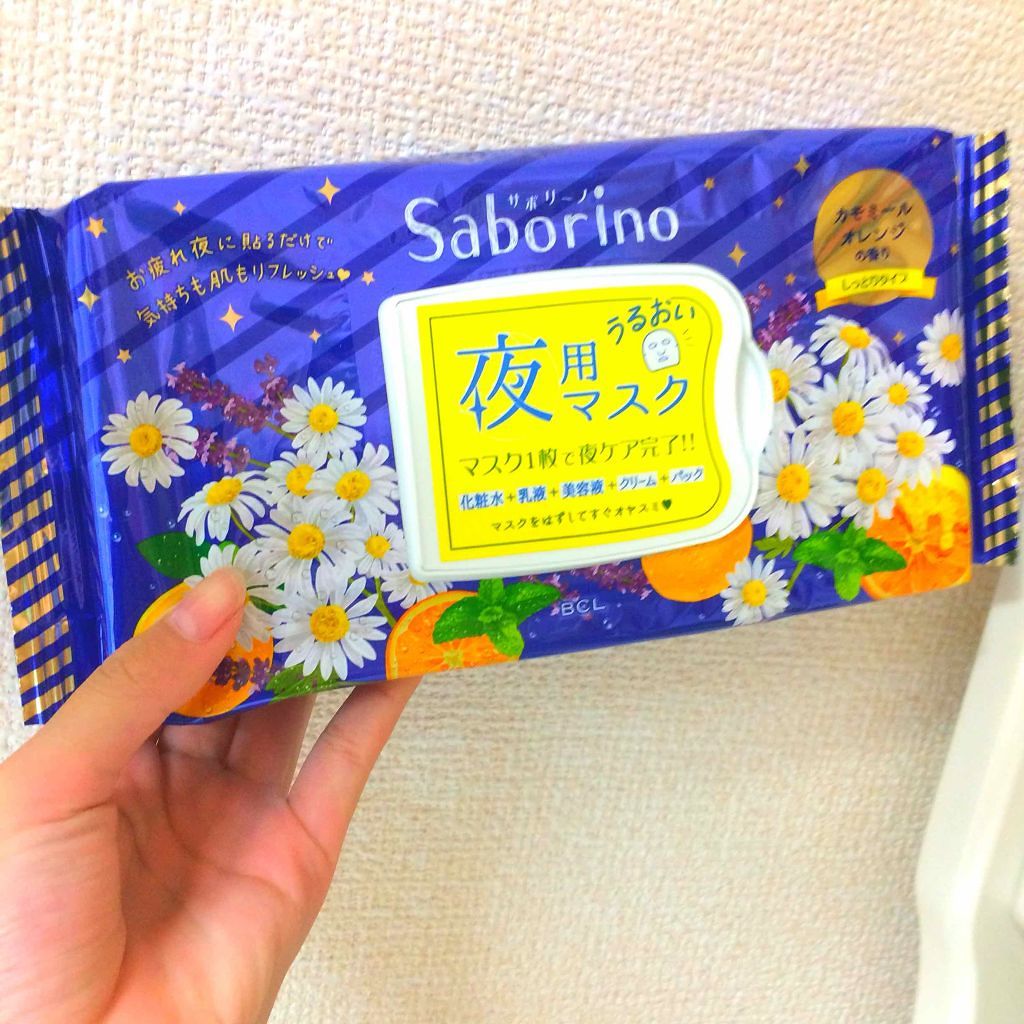 サボリーノ
Saborino
お疲れ夜に貼るだけで
気持ちも肌もリフレッシュ♥
カモミール
オレンジ
の香り
しっとりタイプ
うるおい
夜用
マスク
マスク1枚で夜ケア完了!!
化粧水+乳液+美容液+クリーム+パック
マスクをはずしてすぐオヤスミ♥
BCL